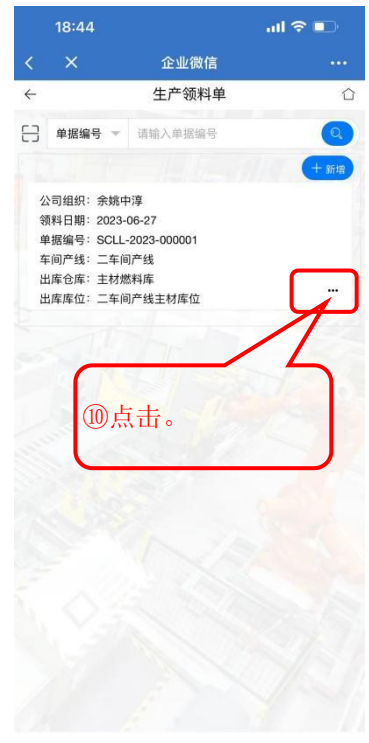 18:44
企业微信
生产领料单
单据编号 请输入单据编号
+ 新增
公司组织：余姚中淳
领料日期：2023-06-27
单据编号：SCLL-2023-000001
车间产线：二车间产线
出库仓库：主材燃料库
出库库位：二车间产线主材库位
⑩点击。